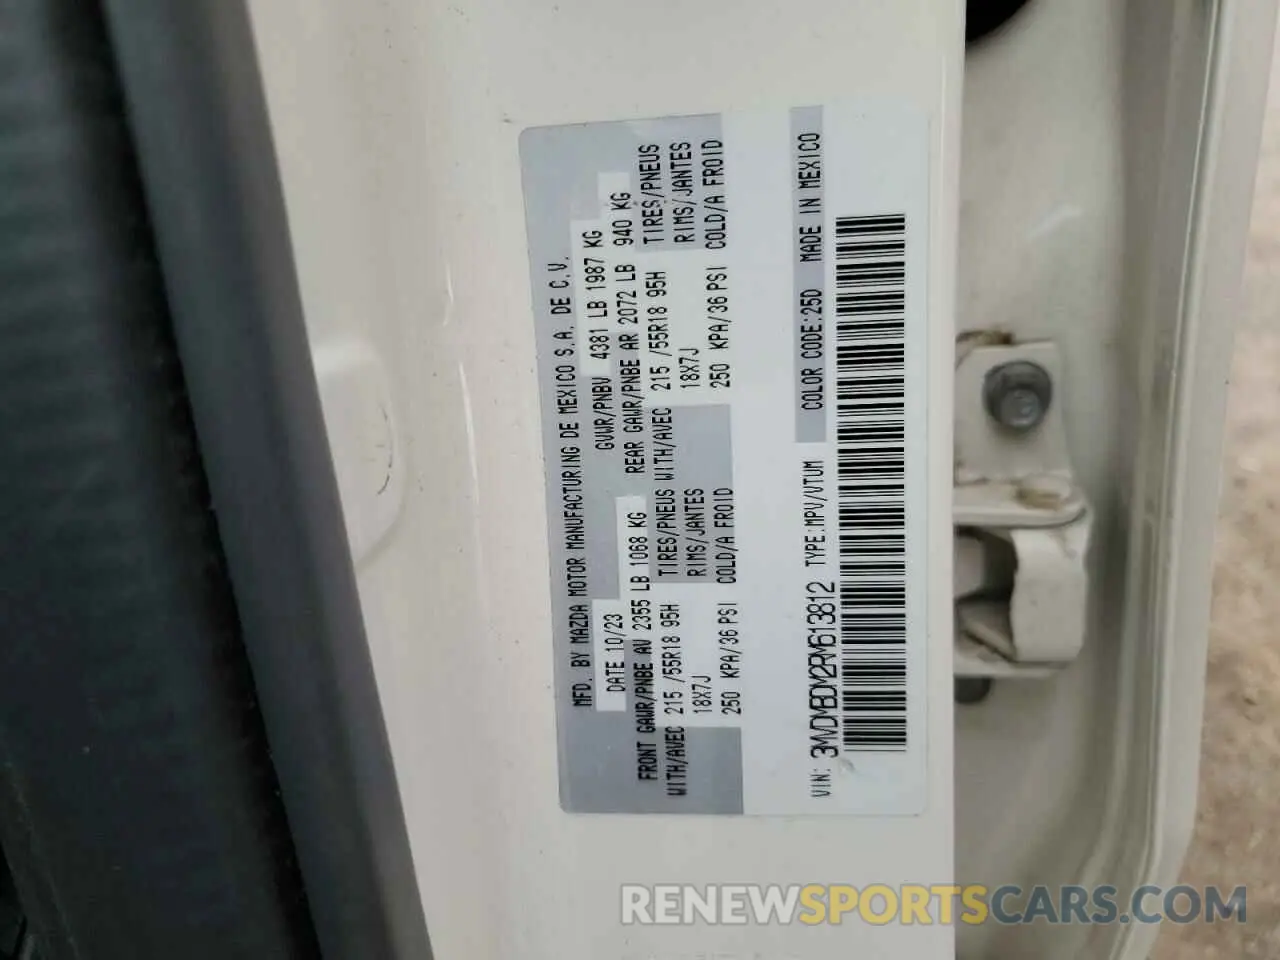 MFD. BY MAZDA MOTOR MANUFACTURING DE MEXICO S.A. DE C.V.
DATE 10/23 GVWR/PNBV 4381 LB 1987 KG
FRONT GAWR/PNBE AV 2355 LB 1068 KG REAR GAWR/PNBE AR 2072 LB 940 KG
WITH/AVEC 215 /55R18 95H TIRES/PNEUS WITH/AVEC 215 /55R18 95H TIRES/PNEUS
18X7J RIMS/JANTES 18X7J RIMS/JANTES
250 KPA/36 PSI COLD/A FROID 250 KPA/36 PSI COLD/A FROID
COLOR CODE:25D MADE IN MEXICO
VIN: 3MVDMBDM2RM613812 TYPE:MPV/VTUM
RENEWSPORTSCARS.COM